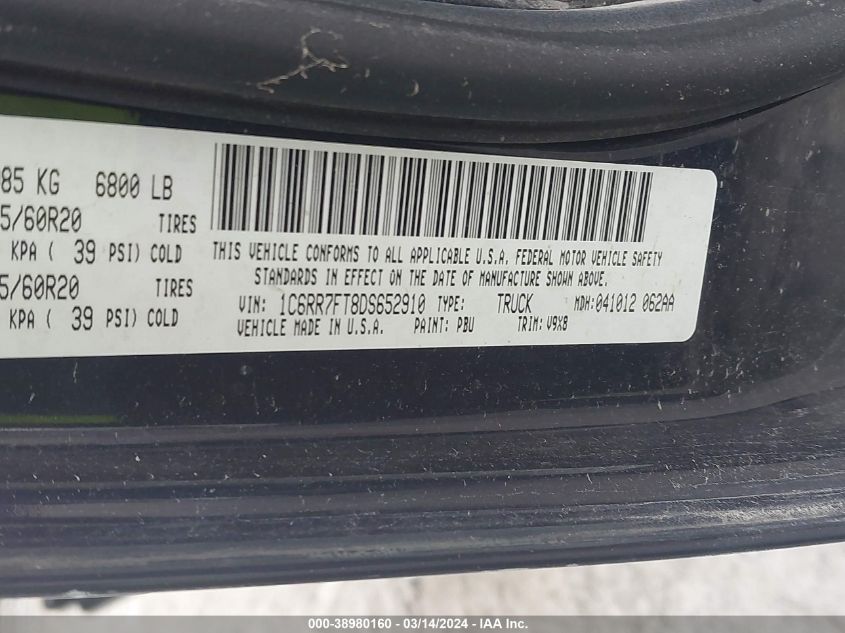 085 KG 6800 LB
5/60R20 TIRES
KPA ( 39 PSI) COLD
5/60R20 TIRES
KPA ( 39 PSI) COLD
THIS VEHICLE CONFORMS TO ALL APPLICABLE U.S.A. FEDERAL MOTOR VEHICLE SAFETY
STANDARDS IN EFFECT ON THE DATE OF MANUFACTURE SHOWN ABOVE.
VIN: 1C6RR7FT8DS652910 TYPE: TRUCK MDH:041012 062AA
VEHICLE MADE IN U.S.A. PAINT: PBU TRIM: V9X8
000-38980160 - 03/14/2024 - IAA Inc.